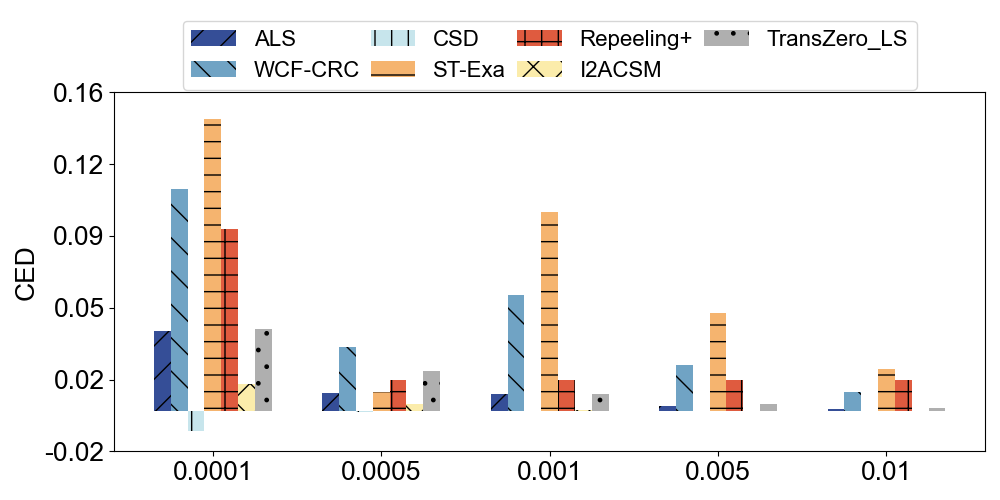 ALS CSD Repeeling+ TransZero_LS
WCF-CRC ST-Exa I2ACSM
0.16
0.12
0.09
0.05
0.02
-0.02
CED
0.0001 0.0005 0.001 0.005 0.01